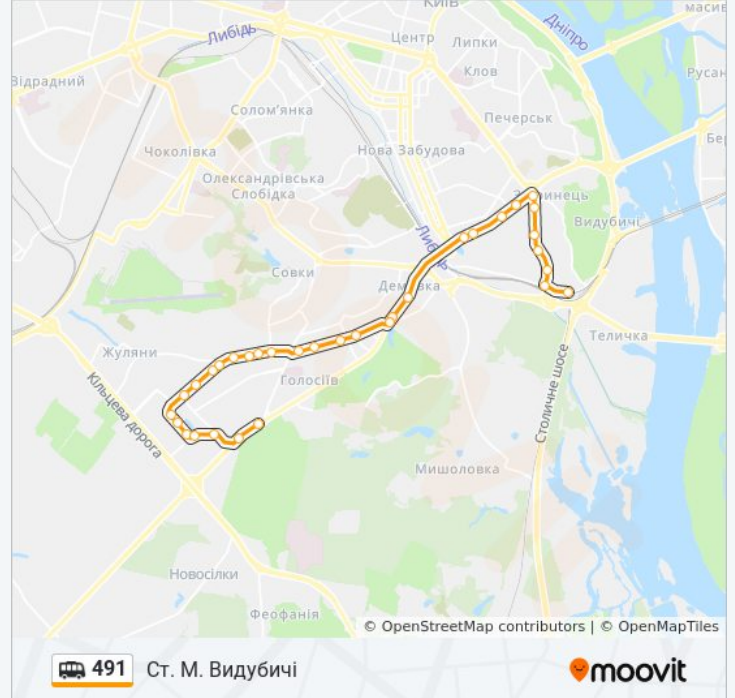 Київ
масив
Дніпро
Либідь
Центр
Липки
Русан
Відрадний
Клов
Солом'янка
Печерськ
Чоколівка
Нова Забудова
Бер
Олександрівська
Слобідка
Видубичі
Либідь
Совки
Теличка
Жуляни
Голосіїв
Столичне шосе
Кільцева дорога
Мишоловка
Новосілки
Феофанія
© OpenStreetMap contributors | © OpenMapTiles
491 Ст. М. Видубичі
moovit